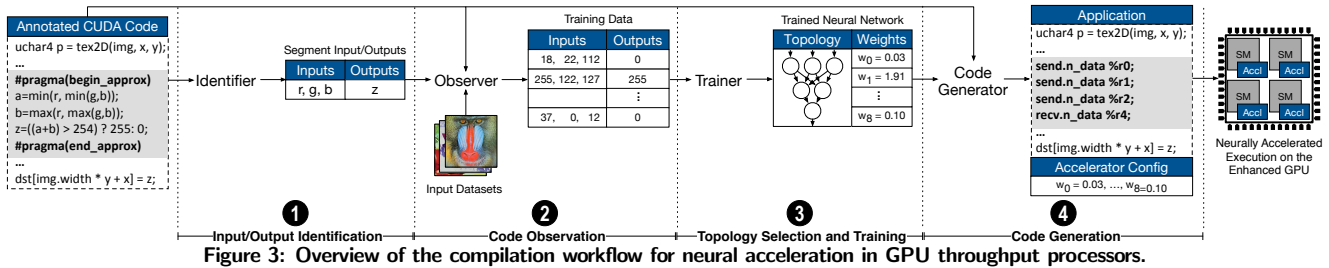 Annotated CUDA Code
uchar4 p = tex2D(img, x, y);
...
...
#pragma(begin_approx)
a=min(r, min(g,b));
b=max(r, max(g,b));
z=((a+b) > 254) ? 255: 0;
#pragma(end_approx)
...
dst[img.width * y + x] = z;
Identifier
Segment Input/Outputs
Inputs Outputs
r, g, b z
Observer
Input Datasets
Training Data
Inputs Outputs
18, 22, 112 0
255, 122, 127 255
⋮
37, 0, 12 0
Trainer
Trained Neural Network
Topology Weights
w0 = 0.03
w1 = 1.91
⋮
w8 = 0.10
Code
Generator
Application
uchar4 p = tex2D(img, x, y);
...
send.n_data %r0;
send.n_data %r1;
send.n_data %r2;
recv.n_data %r4;
...
dst[img.width * y + x] = z;
Accelerator Config
w0 = 0.03, ..., w8=0.10
SM SM
Accl Accl
SM SM
Accl Accl
Neurally Accelerated
Execution on the
Enhanced GPU
1 2 3 4
Input/Output Identification Code Observation Topology Selection and Training Code Generation
Figure 3: Overview of the compilation workflow for neural acceleration in GPU throughput processors.